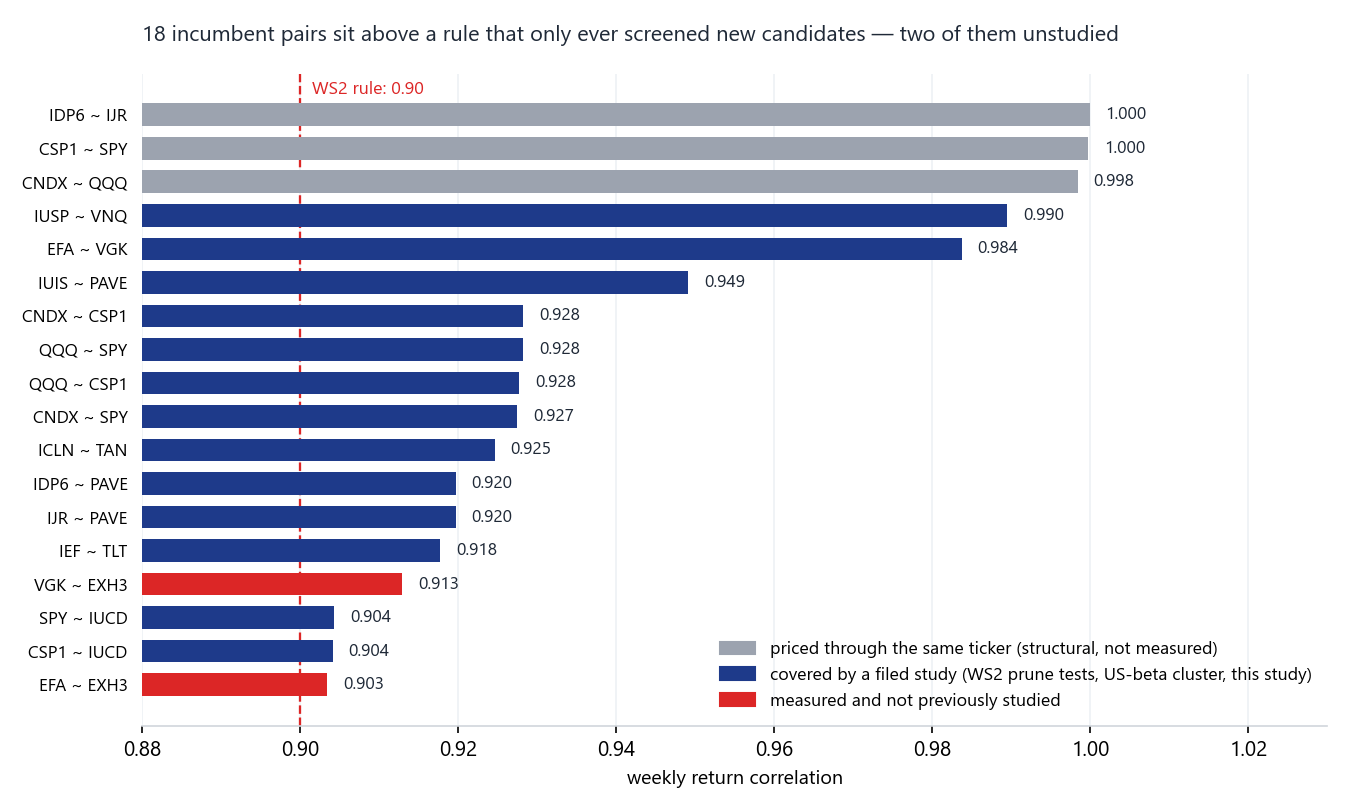 18 incumbent pairs sit above a rule that only ever screened new candidates — two of them unstudied
WS2 rule: 0.90
IDP6 ~ IJR 1.000
CSP1 ~ SPY 1.000
CNDX ~ QQQ 0.998
IUSP ~ VNQ 0.990
EFA ~ VGK 0.984
IUIS ~ PAVE 0.949
CNDX ~ CSP1 0.928
QQQ ~ SPY 0.928
QQQ ~ CSP1 0.928
CNDX ~ SPY 0.927
ICLN ~ TAN 0.925
IDP6 ~ PAVE 0.920
IJR ~ PAVE 0.920
IEF ~ TLT 0.918
VGK ~ EXH3 0.913
SPY ~ IUCD 0.904
CSP1 ~ IUCD 0.904
EFA ~ EXH3 0.903
priced through the same ticker (structural, not measured)
covered by a filed study (WS2 prune tests, US-beta cluster, this study)
measured and not previously studied
0.88 0.90 0.92 0.94 0.96 0.98 1.00 1.02
weekly return correlation